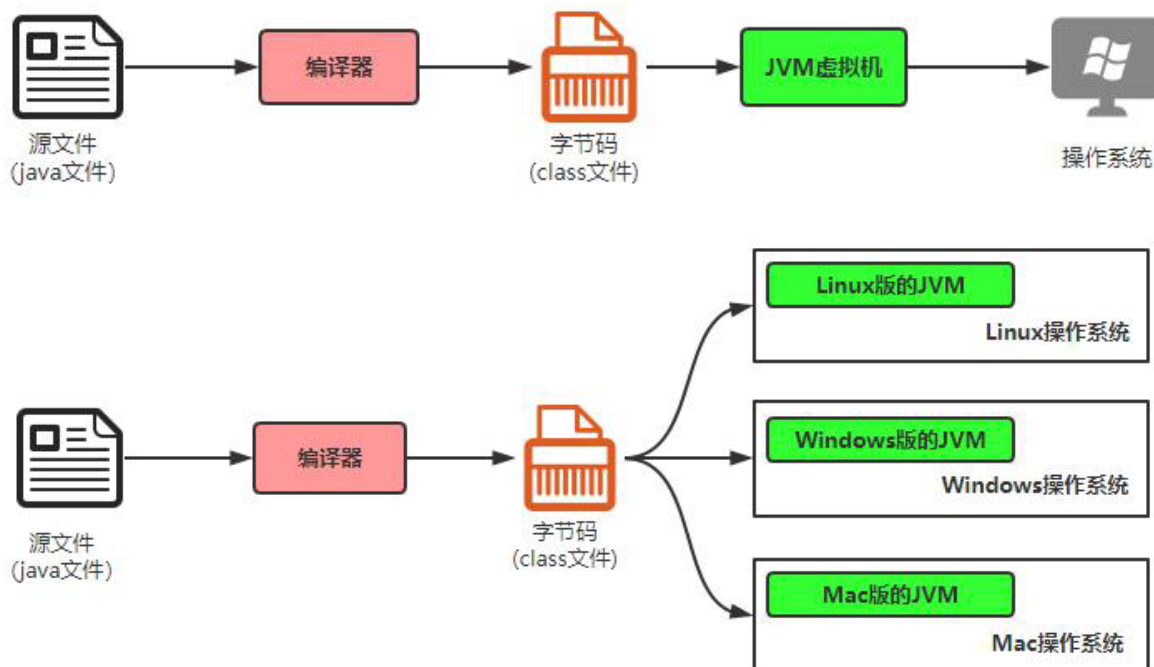 编译器
JVM虚拟机
源文件
(java文件)
字节码
(class文件)
操作系统
Linux版的JVM
Linux操作系统
编译器
Windows版的JVM
Windows操作系统
源文件
(java文件)
字节码
(class文件)
Mac版的JVM
Mac操作系统